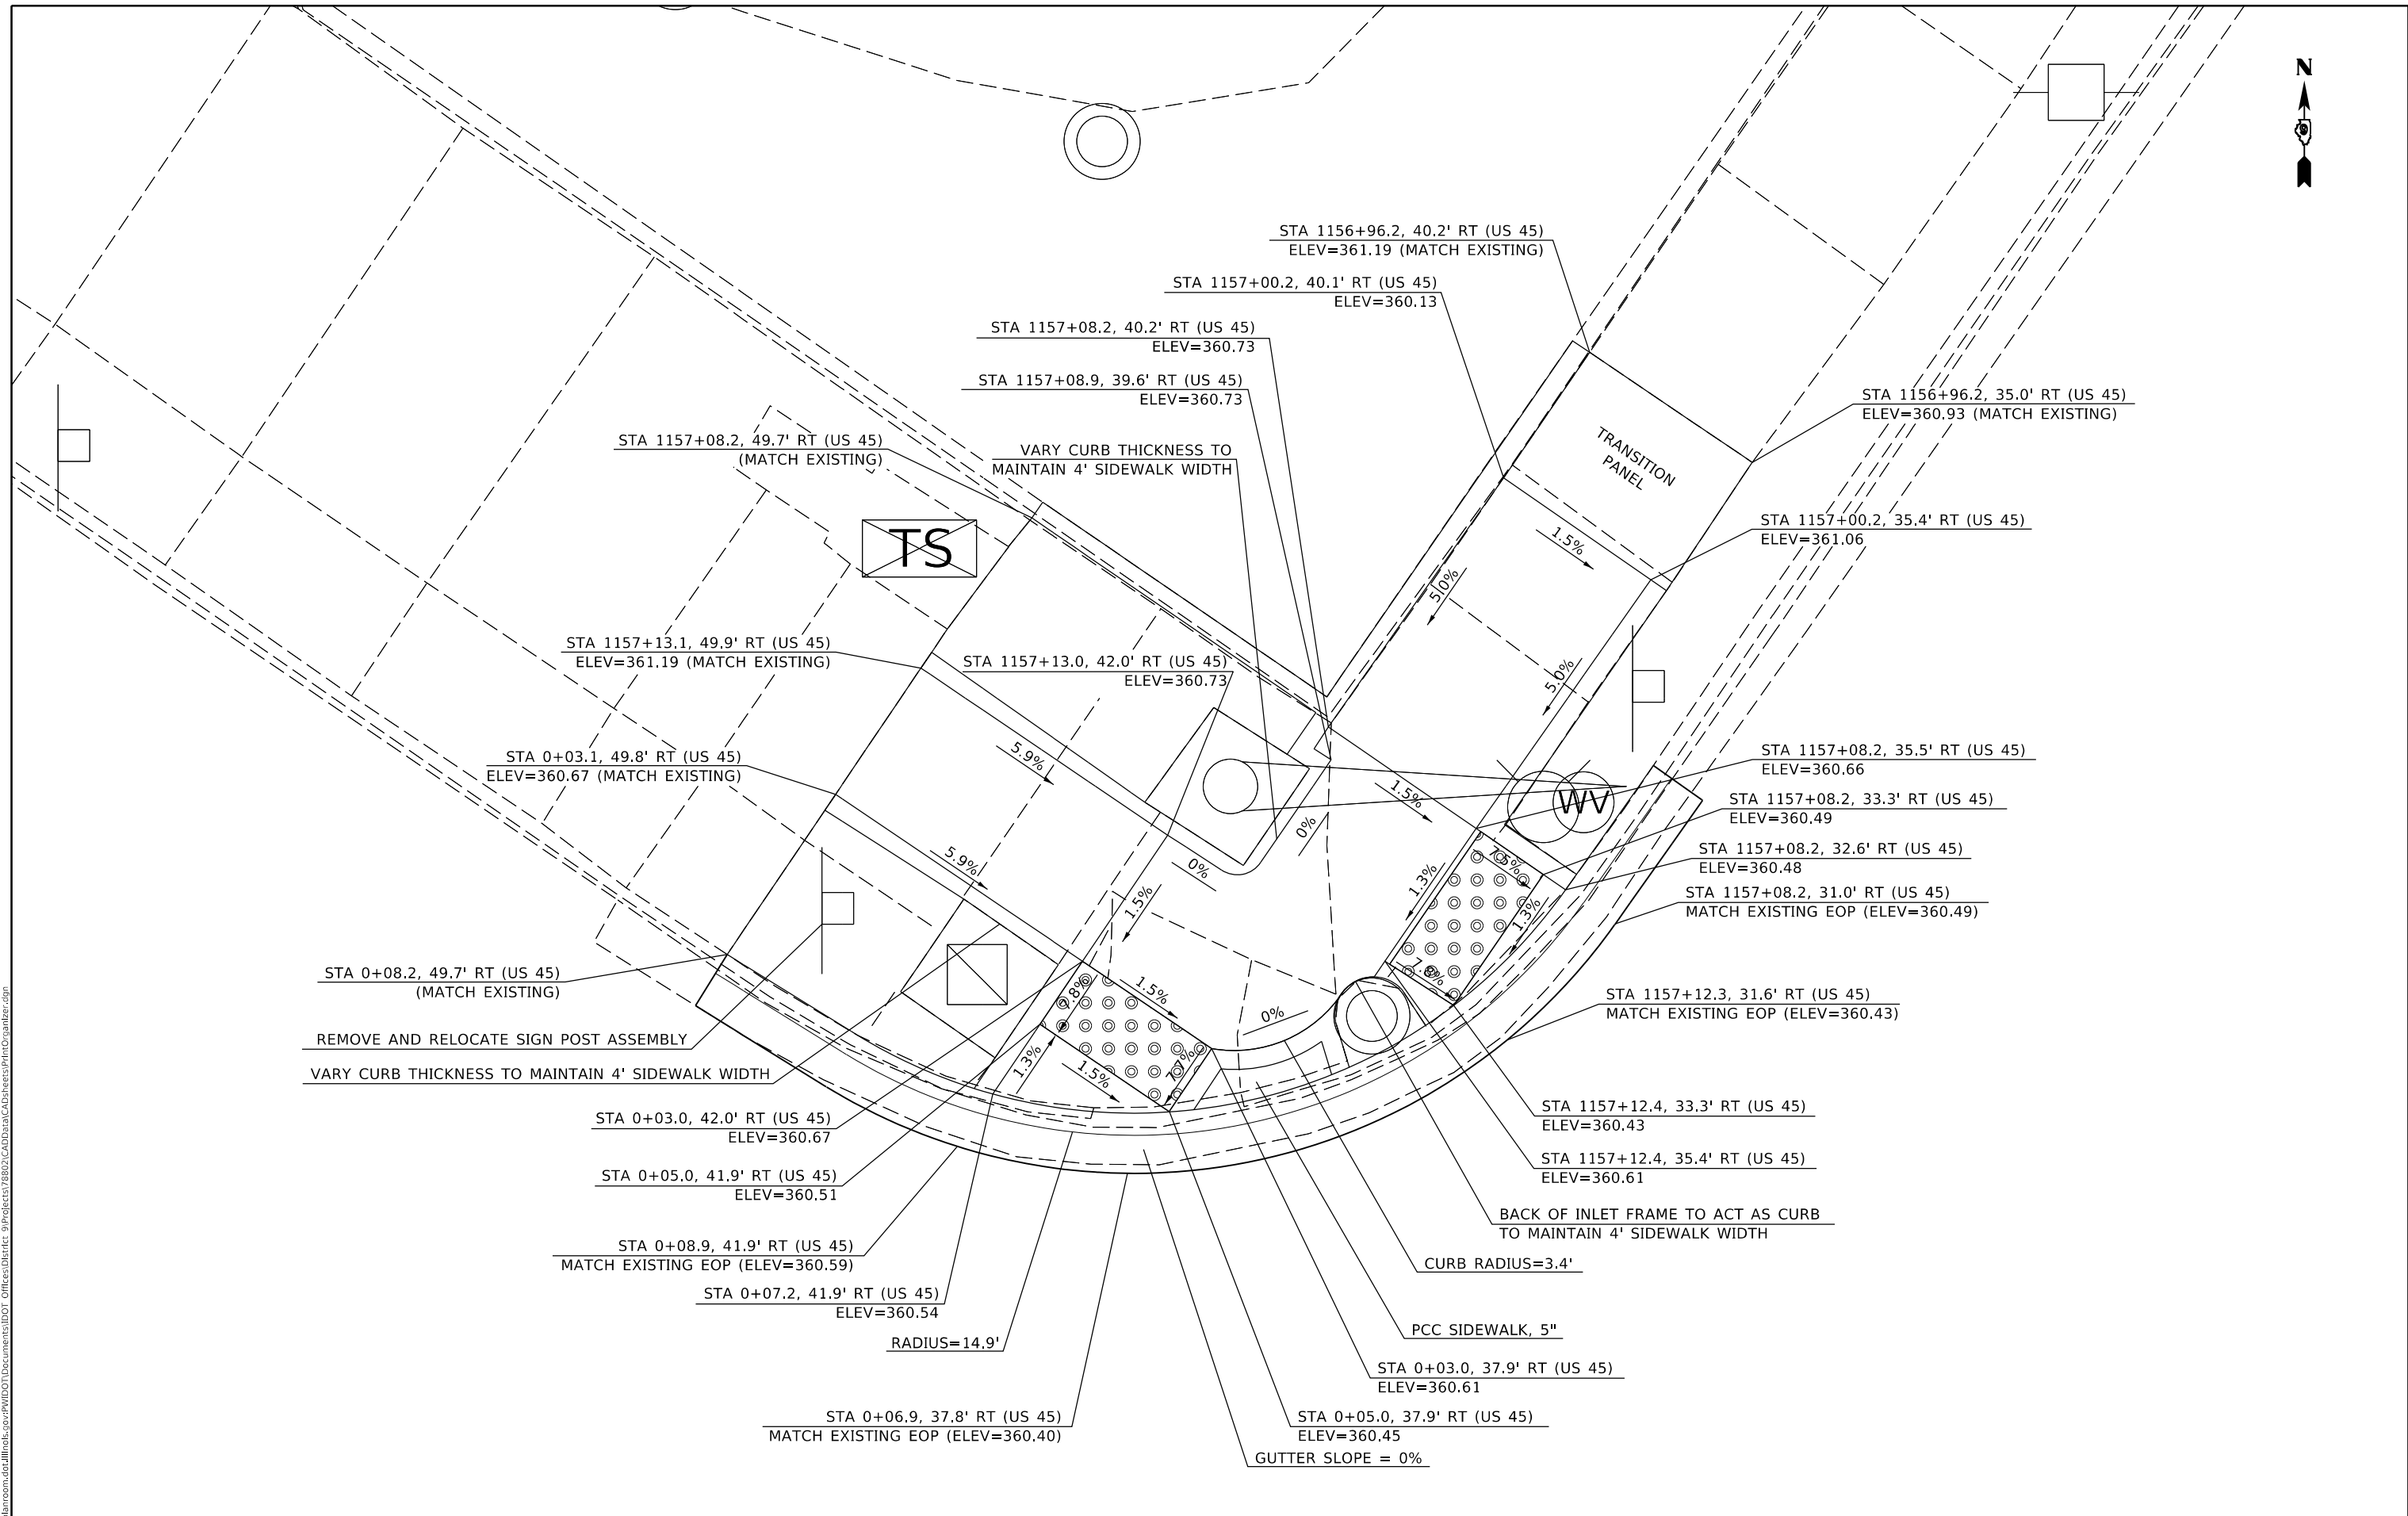 N
STA 1156+96.2, 40.2' RT (US 45)
ELEV=361.19 (MATCH EXISTING)
STA 1157+00.2, 40.1' RT (US 45)
ELEV=360.13
STA 1157+08.2, 40.2' RT (US 45)
ELEV=360.73
STA 1157+08.9, 39.6' RT (US 45)
ELEV=360.73
STA 1156+96.2, 35.0' RT (US 45)
ELEV=360.93 (MATCH EXISTING)
STA 1157+08.2, 49.7' RT (US 45)
(MATCH EXISTING)
VARY CURB THICKNESS TO
MAINTAIN 4' SIDEWALK WIDTH
TRANSITION
PANEL
TS
STA 1157+00.2, 35.4' RT (US 45)
ELEV=361.06
1.5%
5.0%
STA 1157+13.1, 49.9' RT (US 45)
ELEV=361.19 (MATCH EXISTING)
STA 1157+13.0, 42.0' RT (US 45)
ELEV=360.73
5.0%
5.9%
STA 0+03.1, 49.8' RT (US 45)
ELEV=360.67 (MATCH EXISTING)
STA 1157+08.2, 35.5' RT (US 45)
ELEV=360.66
1.5%
WV
STA 1157+08.2, 33.3' RT (US 45)
ELEV=360.49
0%
5.9%
0%
7.5%
STA 1157+08.2, 32.6' RT (US 45)
ELEV=360.48
1.3%
1.5%
STA 1157+08.2, 31.0' RT (US 45)
MATCH EXISTING EOP (ELEV=360.49)
1.3%
STA 0+08.2, 49.7' RT (US 45)
(MATCH EXISTING)
7.8%
7.8%
1.5%
STA 1157+12.3, 31.6' RT (US 45)
MATCH EXISTING EOP (ELEV=360.43)
0%
REMOVE AND RELOCATE SIGN POST ASSEMBLY
VARY CURB THICKNESS TO MAINTAIN 4' SIDEWALK WIDTH
1.3%
1.5%
7.7%
STA 0+03.0, 42.0' RT (US 45)
ELEV=360.67
STA 1157+12.4, 33.3' RT (US 45)
ELEV=360.43
STA 0+05.0, 41.9' RT (US 45)
ELEV=360.51
STA 1157+12.4, 35.4' RT (US 45)
ELEV=360.61
BACK OF INLET FRAME TO ACT AS CURB
TO MAINTAIN 4' SIDEWALK WIDTH
STA 0+08.9, 41.9' RT (US 45)
MATCH EXISTING EOP (ELEV=360.59)
CURB RADIUS=3.4'
STA 0+07.2, 41.9' RT (US 45)
ELEV=360.54
RADIUS=14.9'
PCC SIDEWALK, 5"
STA 0+03.0, 37.9' RT (US 45)
ELEV=360.61
STA 0+06.9, 37.8' RT (US 45)
MATCH EXISTING EOP (ELEV=360.40)
STA 0+05.0, 37.9' RT (US 45)
ELEV=360.45
GUTTER SLOPE = 0%